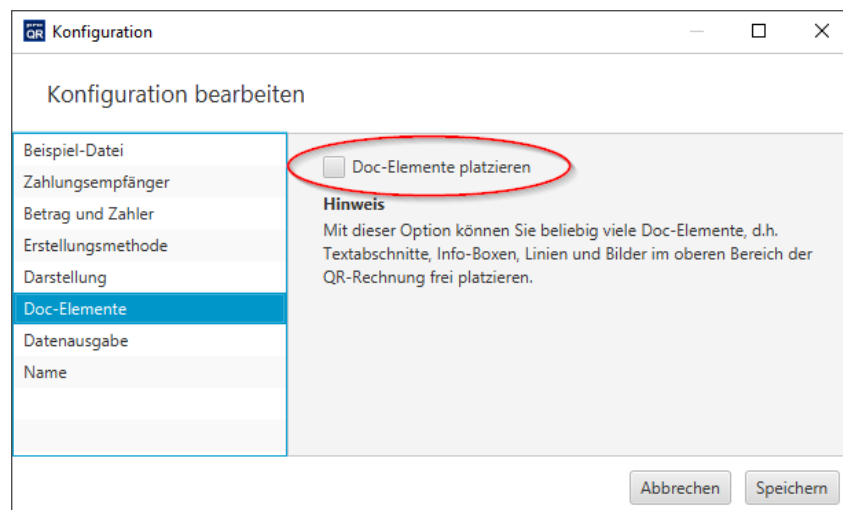 QR Konfiguration
Konfiguration bearbeiten
Beispiel-Datei
Zahlungsempfänger
Betrag und Zahler
Erstellungsmethode
Darstellung
Doc-Elemente
Datenausgabe
Name
Doc-Elemente platzieren
Hinweis
Mit dieser Option können Sie beliebig viele Doc-Elemente, d.h.
Textabschnitte, Info-Boxen, Linien und Bilder im oberen Bereich der
QR-Rechnung frei platzieren.
Abbrechen Speichern